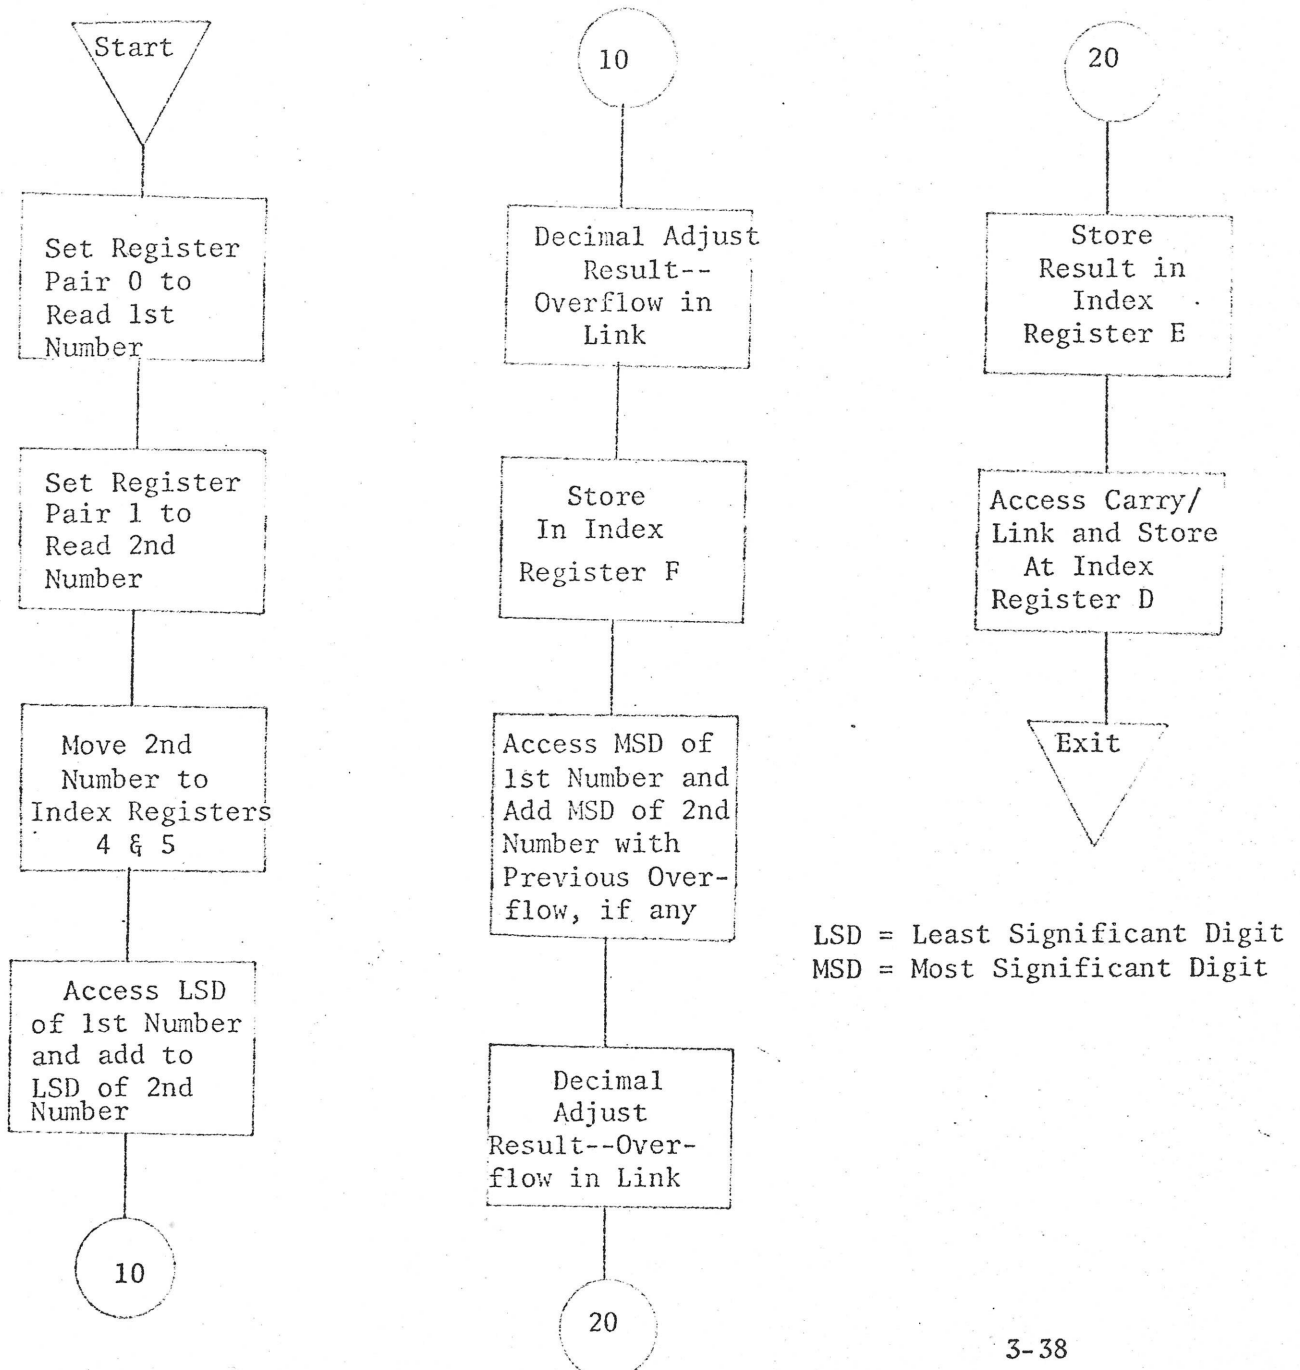 Start
Set Register
Pair 0 to
Read 1st
Number
Set Register
Pair 1 to
Read 2nd
Number
Move 2nd
Number to
Index Registers
4 & 5
Access LSD
of 1st Number
and add to
LSD of 2nd
Number
10
10
Decimal Adjust
Result--
Overflow in
Link
Store
In Index
Register F
Access MSD of
1st Number and
Add MSD of 2nd
Number with
Previous Over-
flow, if any
Decimal
Adjust
Result--Over-
flow in Link
20
20
Store
Result in
Index
Register E
Access Carry/
Link and Store
At Index
Register D
Exit
LSD = Least Significant Digit
MSD = Most Significant Digit
3-38